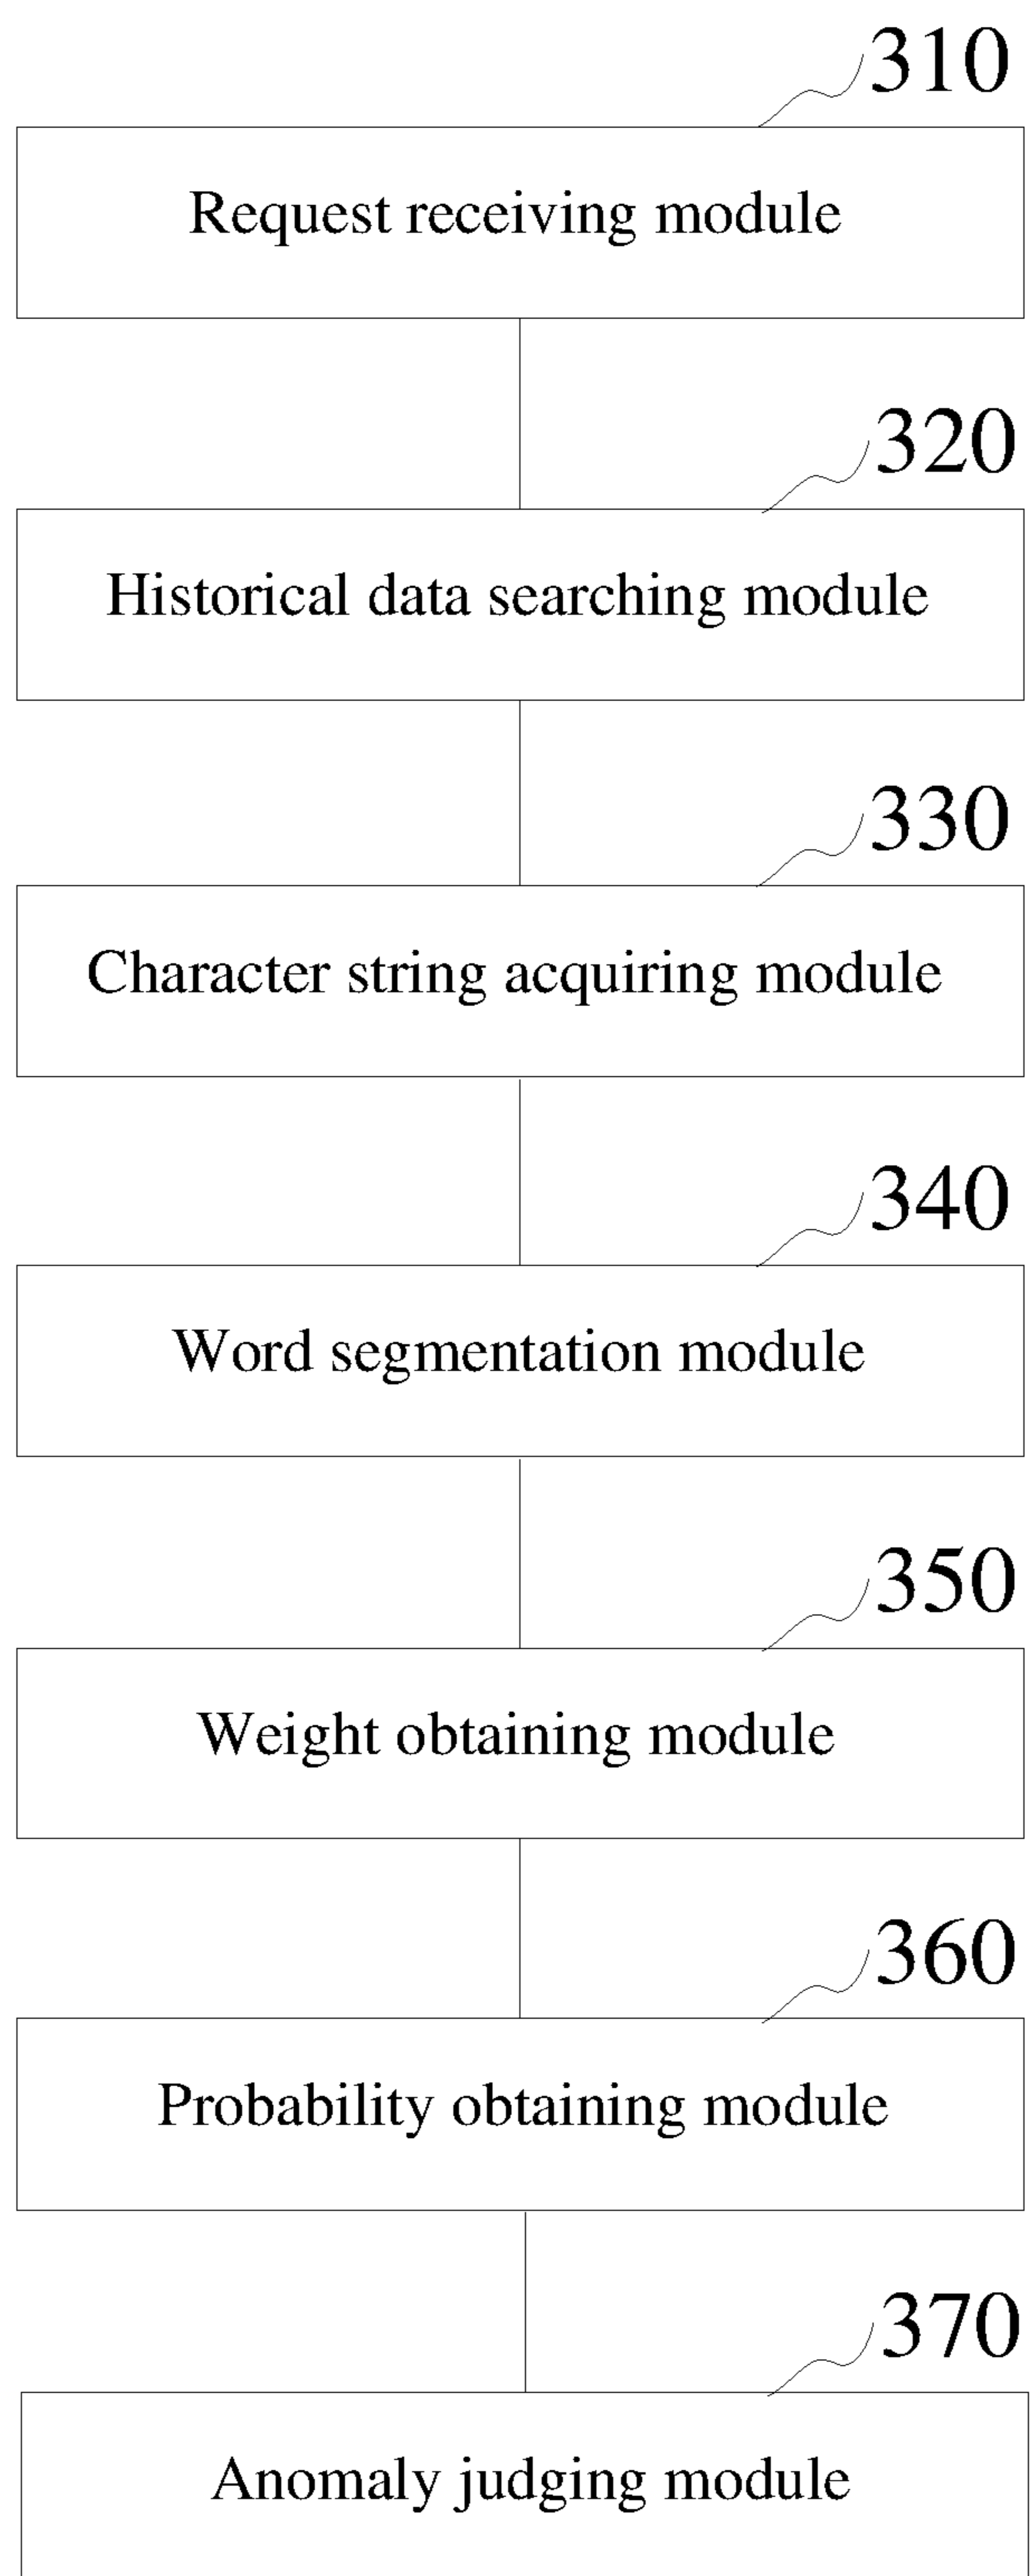 310
Request receiving module
320
Historical data searching module
330
Character string acquiring module
340
Word segmentation module
350
Weight obtaining module
360
Probability obtaining module
370
Anomaly judging module